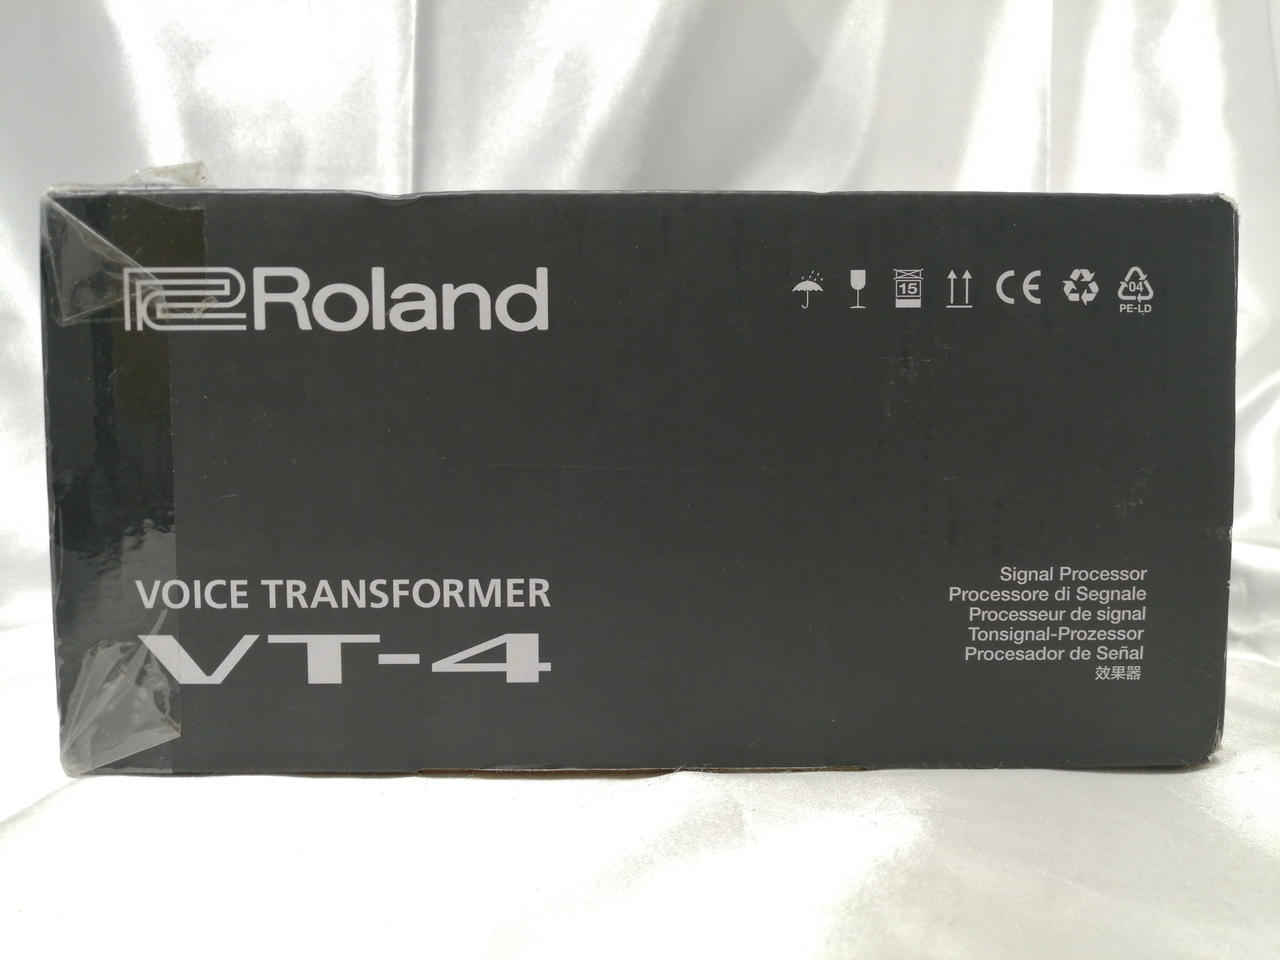 Roland
15
CE
04
PE-LD
VOICE TRANSFORMER
VT-4
Signal Processor
Processore di Segnale
Processeur de signal
Tonsignal-Prozessor
Procesador de Señal
效果器